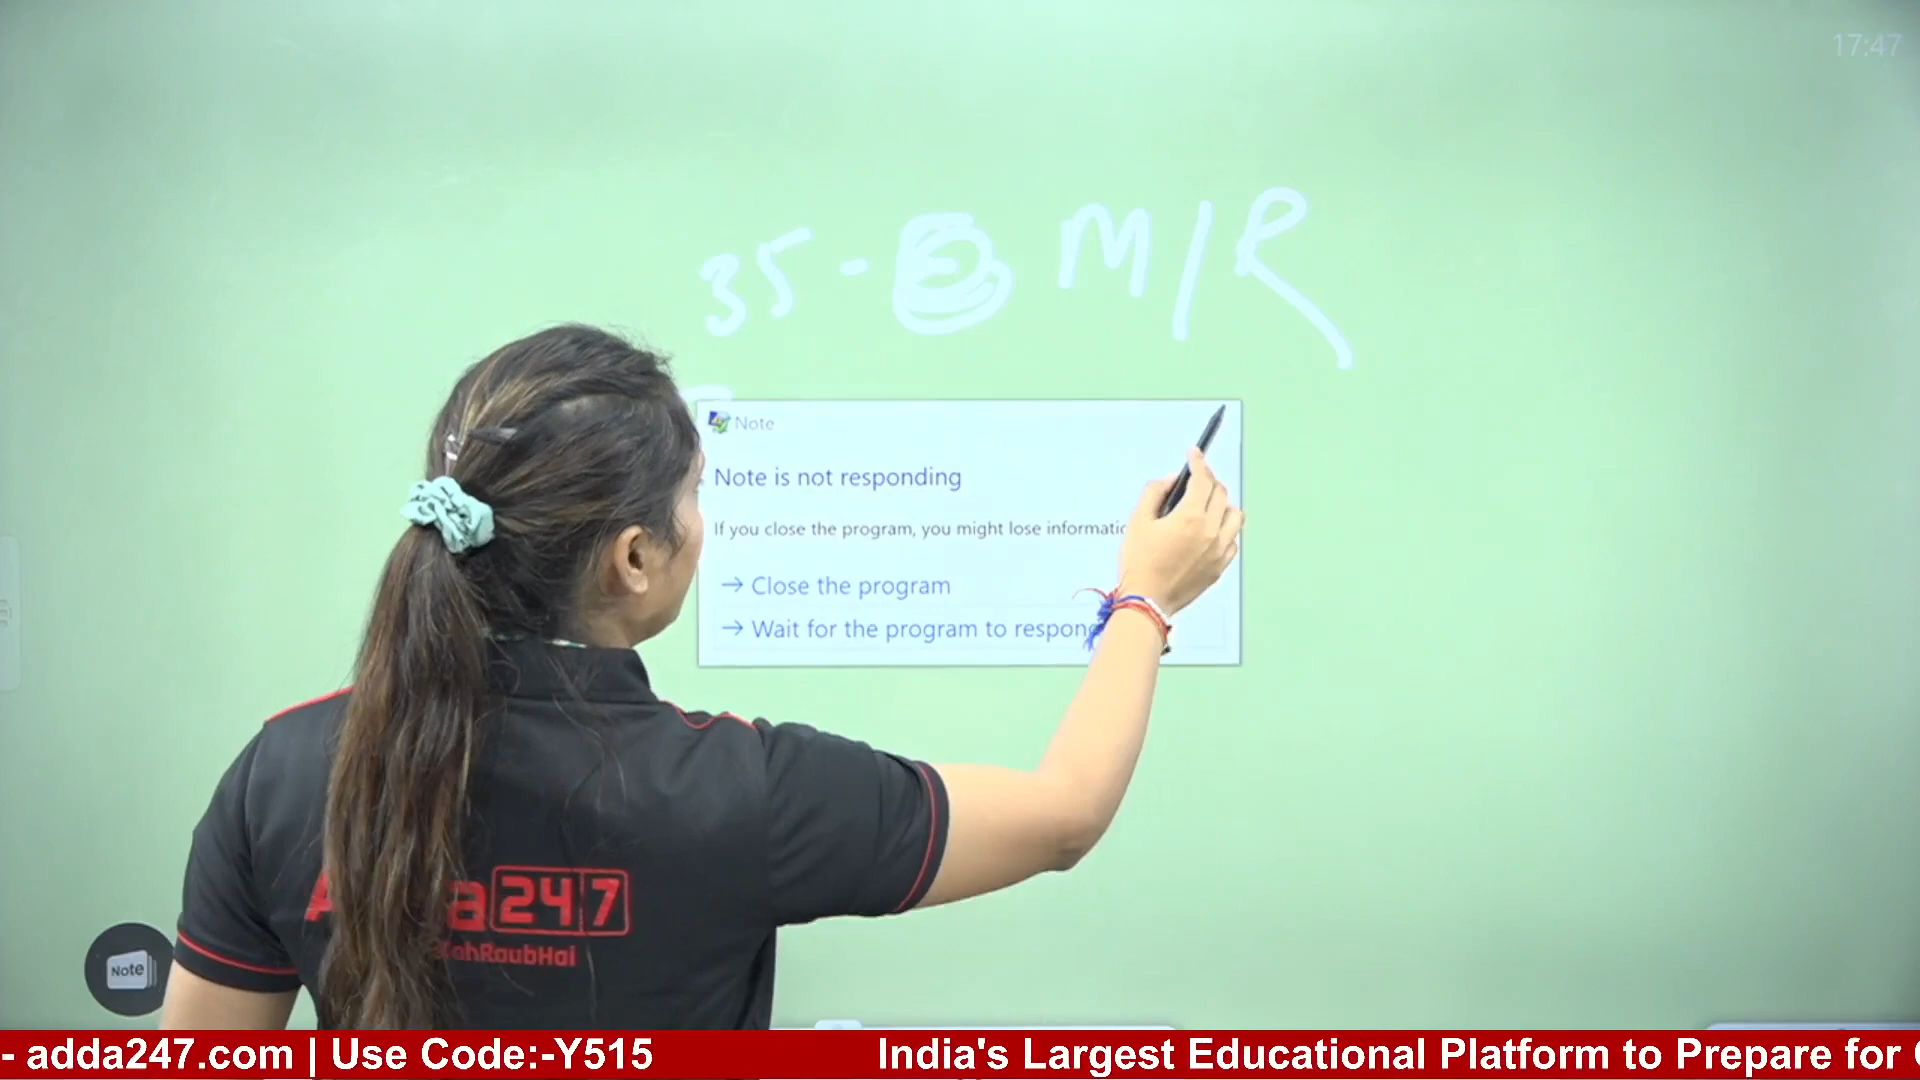 17:47
35- M/R
Note
Note is not responding
If you close the program, you might lose
→ Close the program
→ Wait for the program to respond
a247
Note
- adda247.com | Use Code:-Y515 India's Largest Educational Platform to Prepare for